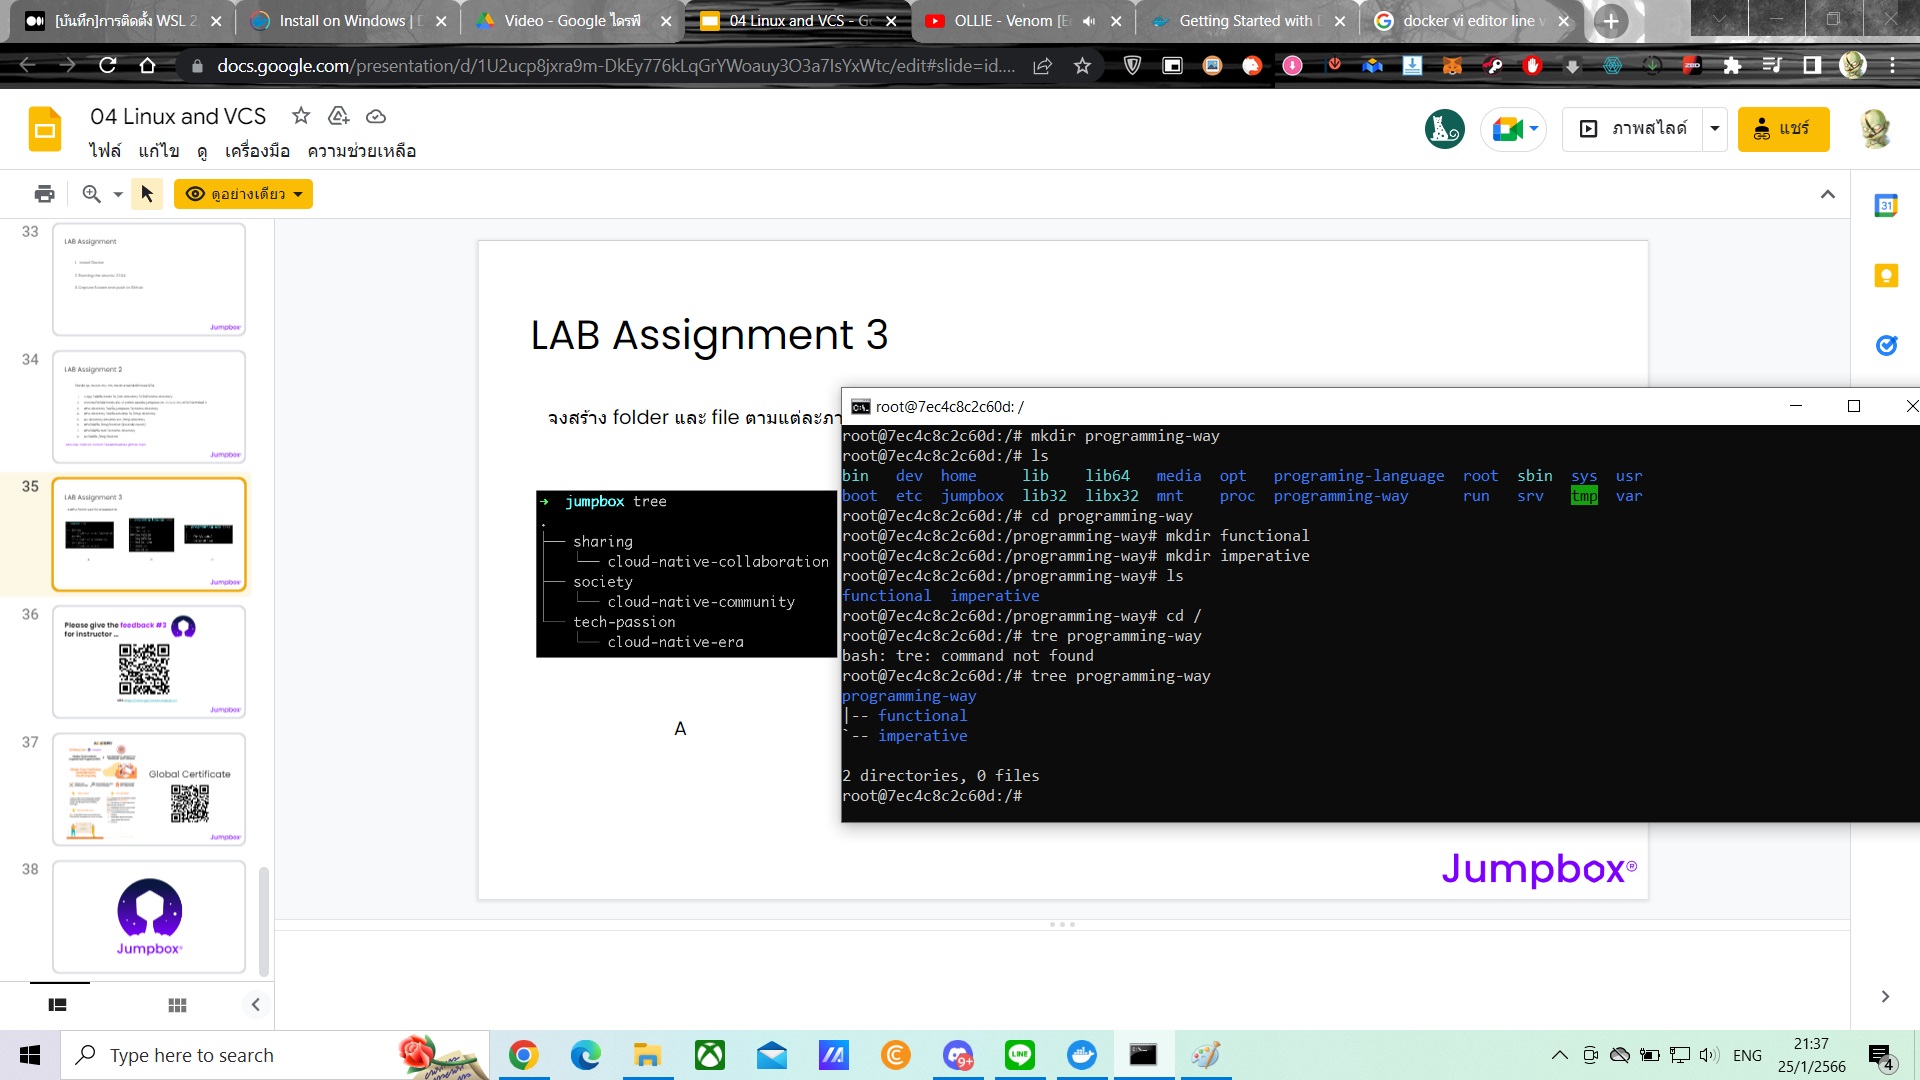 [บันทึก]การติดตั้ง WSL 2
Install on Windows | D
Video - Google ไดรฟ์
04 Linux and VCS - Go
OLLIE - Venom [E
Getting Started with D
docker vi editor line v
docs.google.com/presentation/d/1U2ucp8jxra9m-DkEy776kLqGrYWoauy3O3a7IsYxWtc/edit#slide=id....
04 Linux and VCS
ไฟล์ แก้ไข ดู เครื่องมือ ความช่วยเหลือ
ภาพสไลด์
แชร์
ดูอย่างเดียว
33
LAB Assignment
Jumpbox
34
LAB Assignment 2
Jumpbox
35
LAB Assignment 3
Jumpbox
36
Please give the feedback #3
for instructor ...
Jumpbox
37
Global Certificate
Jumpbox
38
Jumpbox
LAB Assignment 3
จงสร้าง folder และ file ตามแต่ละภา
➜ jumpbox tree
.
├── sharing
│   └── cloud-native-collaboration
├── society
│   └── cloud-native-community
└── tech-passion
    └── cloud-native-era
A
root@7ec4c8c2c60d: /
root@7ec4c8c2c60d:/# mkdir programming-way
root@7ec4c8c2c60d:/# ls
bin dev home lib lib64 media opt programing-language root sbin sys usr
boot etc jumpbox lib32 libx32 mnt proc programming-way run srv tmp var
root@7ec4c8c2c60d:/# cd programming-way
root@7ec4c8c2c60d:/programming-way# mkdir functional
root@7ec4c8c2c60d:/programming-way# mkdir imperative
root@7ec4c8c2c60d:/programming-way# ls
functional imperative
root@7ec4c8c2c60d:/programming-way# cd /
root@7ec4c8c2c60d:/# tre programming-way
bash: tre: command not found
root@7ec4c8c2c60d:/# tree programming-way
programming-way
|-- functional
`-- imperative
2 directories, 0 files
root@7ec4c8c2c60d:/#
Jumpbox®
Type here to search
9+
LINE
ENG
21:37
25/1/2566
4